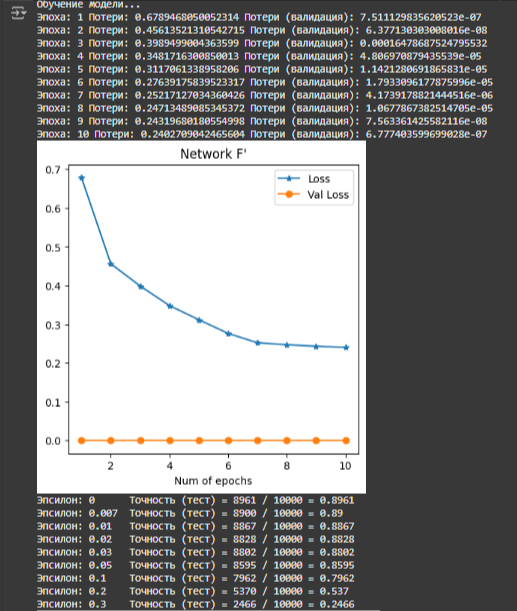 Обучение модели...
Эпоха: 1 Потери: 0.6789468050052314 Потери (валидация): 7.511129835620523e-07
Эпоха: 2 Потери: 0.45613521310542715 Потери (валидация): 6.377130303008016e-08
Эпоха: 3 Потери: 0.3989499004363599 Потери (валидация): 0.00016478687524795532
Эпоха: 4 Потери: 0.3481716300850013 Потери (валидация): 4.806970879435539e-05
Эпоха: 5 Потери: 0.3117061338958206 Потери (валидация): 1.1421280691865831e-05
Эпоха: 6 Потери: 0.27639175839523317 Потери (валидация): 1.7933096177875996e-05
Эпоха: 7 Потери: 0.25217127034360426 Потери (валидация): 4.1739178821444516e-06
Эпоха: 8 Потери: 0.24713489085345372 Потери (валидация): 1.0677867382514705e-05
Эпоха: 9 Потери: 0.24319680180554998 Потери (валидация): 7.563361425582116e-08
Эпоха: 10 Потери: 0.2402709042465604 Потери (валидация): 6.777403599699028e-07
Network F'
Loss
Val Loss
0.7
0.6
0.5
0.4
0.3
0.2
0.1
0.0
2 4 6 8 10
Num of epochs
Эпсилон: 0 Точность (тест) = 8961 / 10000 = 0.8961
Эпсилон: 0.007 Точность (тест) = 8900 / 10000 = 0.89
Эпсилон: 0.01 Точность (тест) = 8867 / 10000 = 0.8867
Эпсилон: 0.02 Точность (тест) = 8828 / 10000 = 0.8828
Эпсилон: 0.03 Точность (тест) = 8802 / 10000 = 0.8802
Эпсилон: 0.05 Точность (тест) = 8595 / 10000 = 0.8595
Эпсилон: 0.1 Точность (тест) = 7962 / 10000 = 0.7962
Эпсилон: 0.2 Точность (тест) = 5370 / 10000 = 0.537
Эпсилон: 0.3 Точность (тест) = 2466 / 10000 = 0.2466